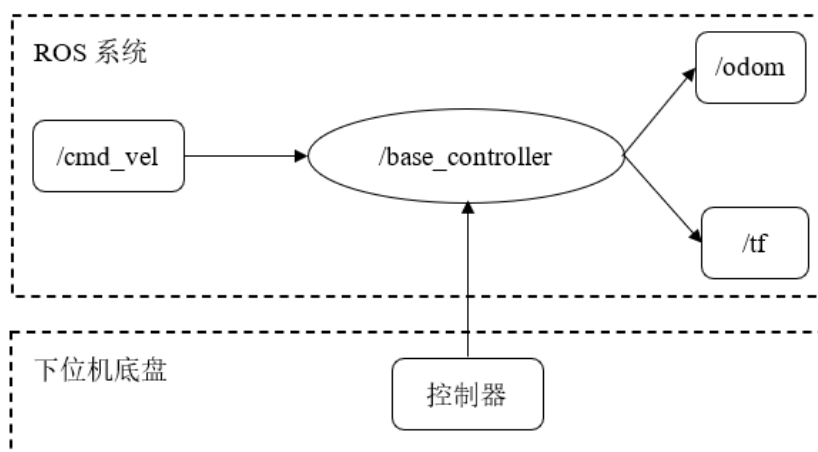 ROS 系统
/odom
/cmd_vel
/base_controller
/tf
下位机底盘
控制器